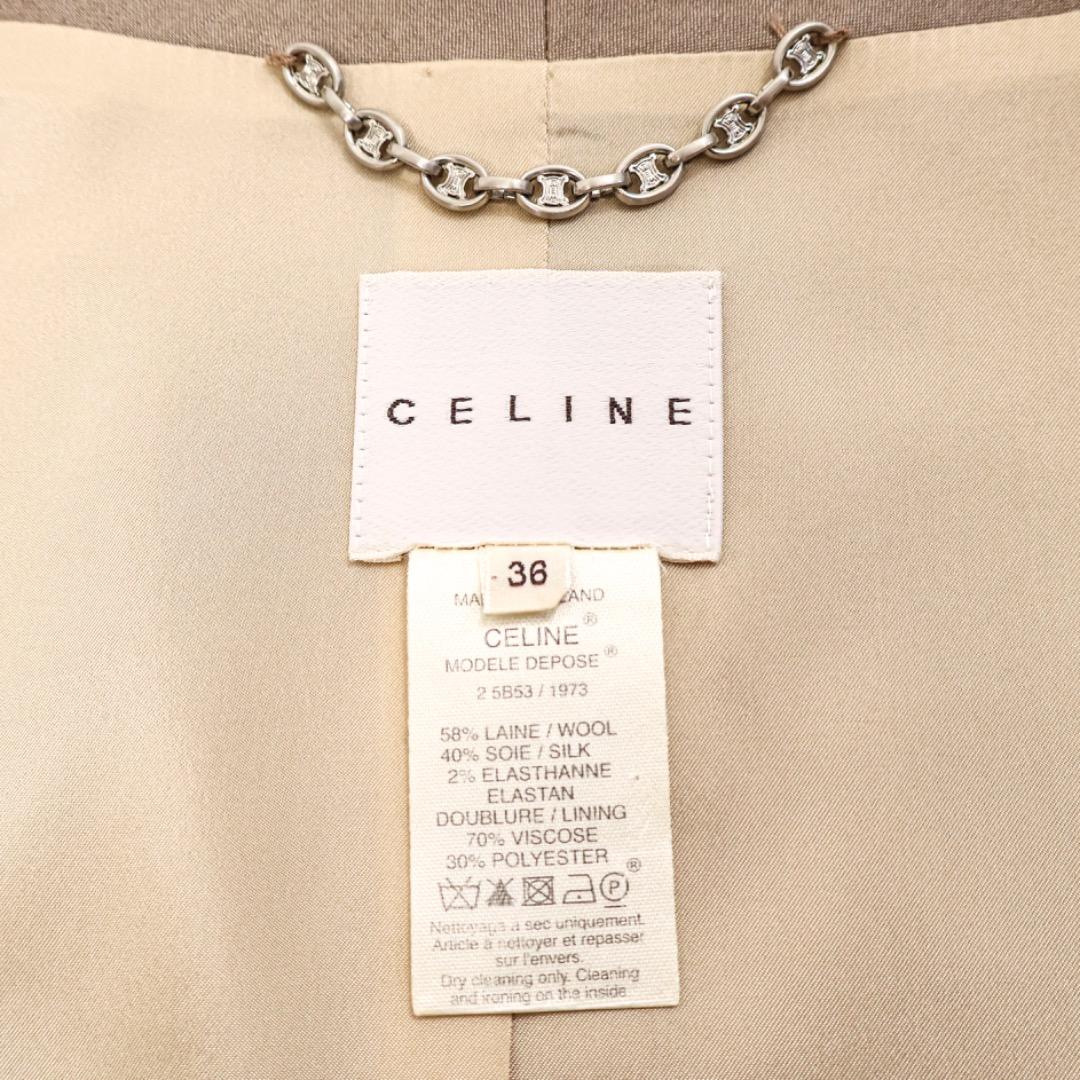 CELINE
36
CELINE®
MODELE DEPOSE®
2 5B53 / 1973
58% LAINE / WOOL
40% SOIE / SILK
2% ELASTHANNE
ELASTAN
DOUBLURE / LINING
70% VISCOSE
30% POLYESTER
P ®
Nettoyage à sec uniquement.
Article à nettoyer et repasser
sur l'envers.
Dry cleaning only. Cleaning
and ironing on the inside